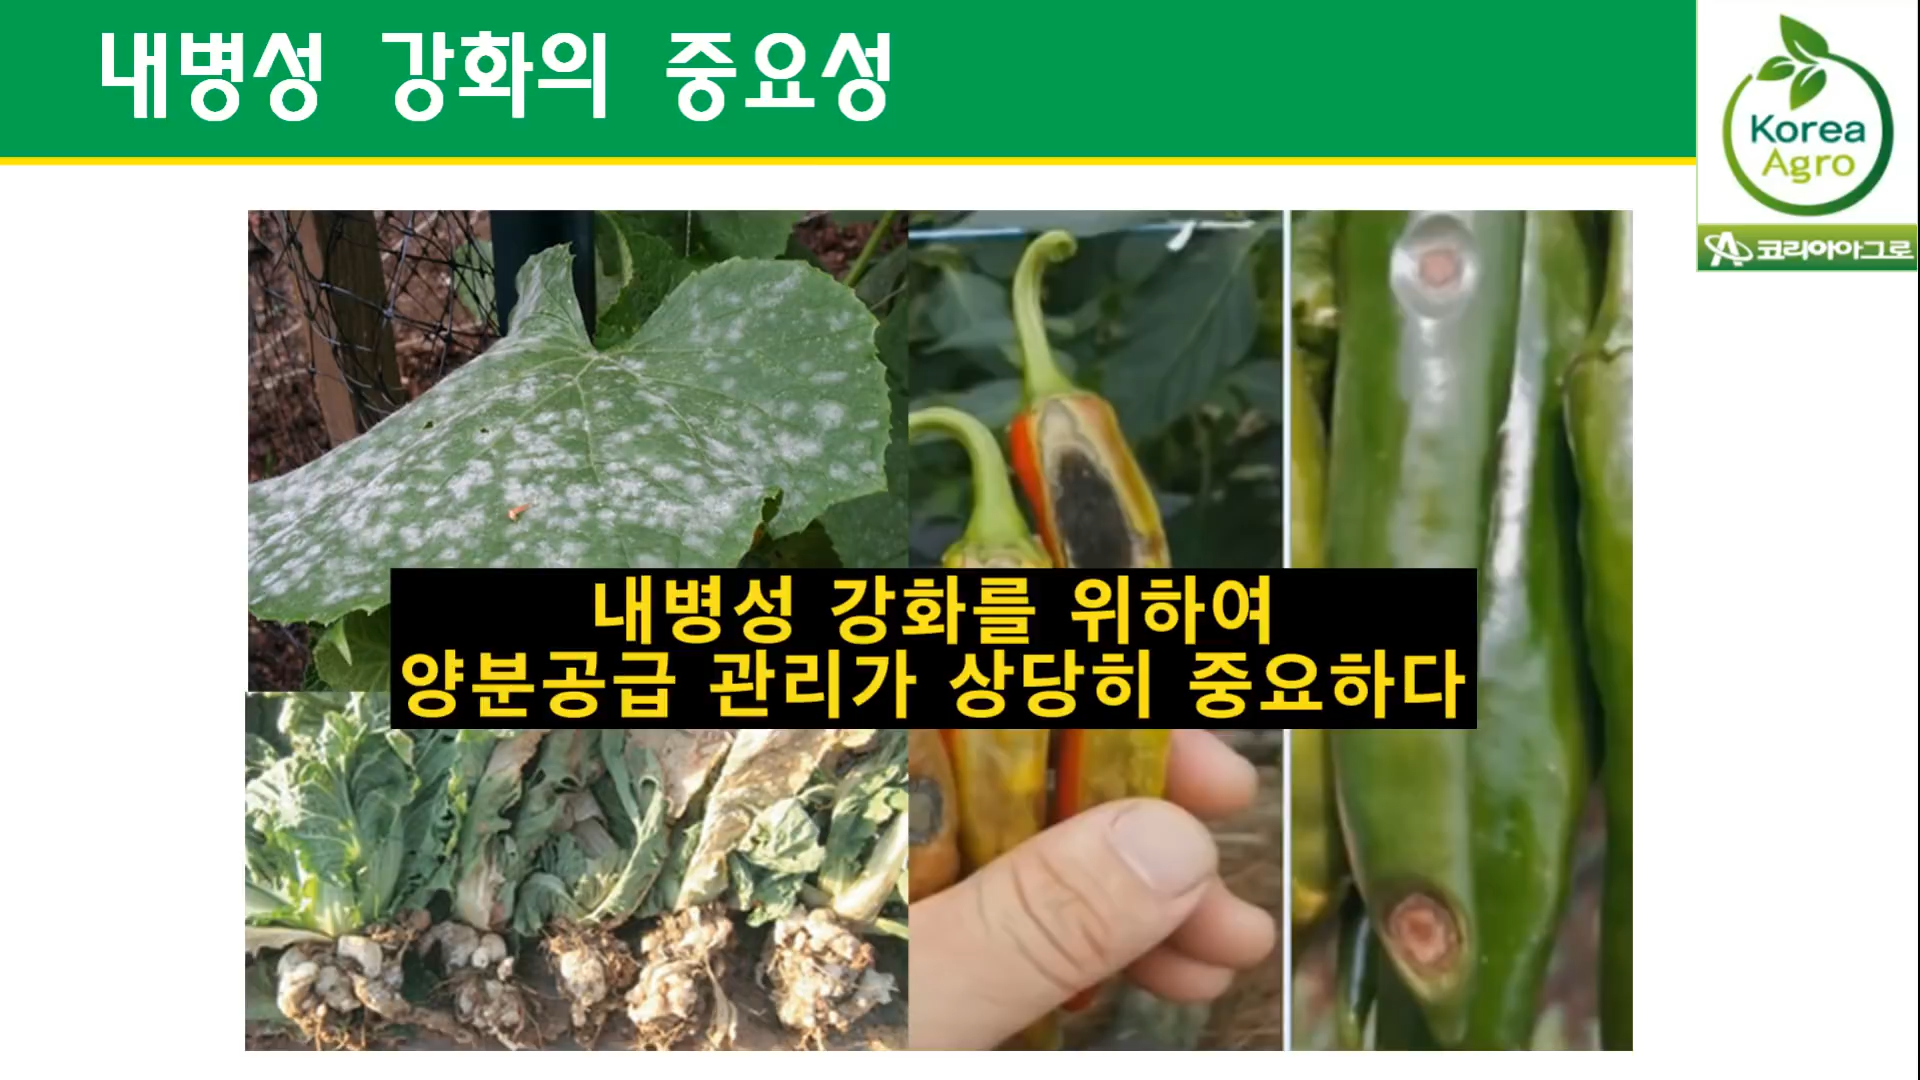 내병성 강화의 중요성
Korea
Agro
코리아아그로
내병성 강화를 위하여
양분공급 관리가 상당히 중요하다